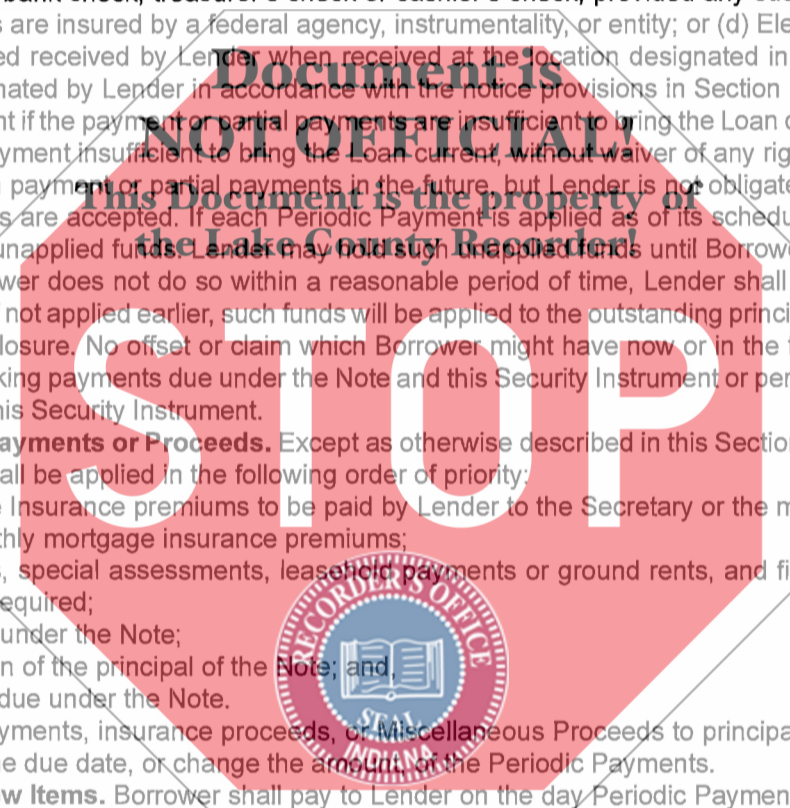 bank check, treasurer's check or cashier's check, provided any such
s are insured by a federal agency, instrumentality, or entity; or (d) Ele
ed received by Lender when received at the location designated in
nated by Lender in accordance with the notice provisions in Section
nt if the payment or partial payments are insufficient to bring the Loan c
yment insufficient to bring the Loan current, without waiver of any rig
payment or partial payments in the future, but Lender is not obligate
s are accepted. If each Periodic Payment is applied as of its schedu
unapplied funds. Lender may hold such unapplied funds until Borrowe
wer does not do so within a reasonable period of time, Lender shall
f not applied earlier, such funds will be applied to the outstanding princi
losure. No offset or claim which Borrower might have now or in the f
king payments due under the Note and this Security Instrument or per
his Security Instrument.
ayments or Proceeds. Except as otherwise described in this Section
all be applied in the following order of priority:
e Insurance premiums to be paid by Lender to the Secretary or the m
thly mortgage insurance premiums;
s, special assessments, leasehold payments or ground rents, and fi
equired;
under the Note;
n of the principal of the Note; and,
due under the Note.
yments, insurance proceeds, or Miscellaneous Proceeds to principa
e due date, or change the amount, of the Periodic Payments.
ow Items. Borrower shall pay to Lender on the day Periodic Paymen
Document is
NOT OFFICIAL!
This Document is the property of
the Lake County Recorder!
STOP
RECORDER'S OFFICE
SEAL
INDIANA